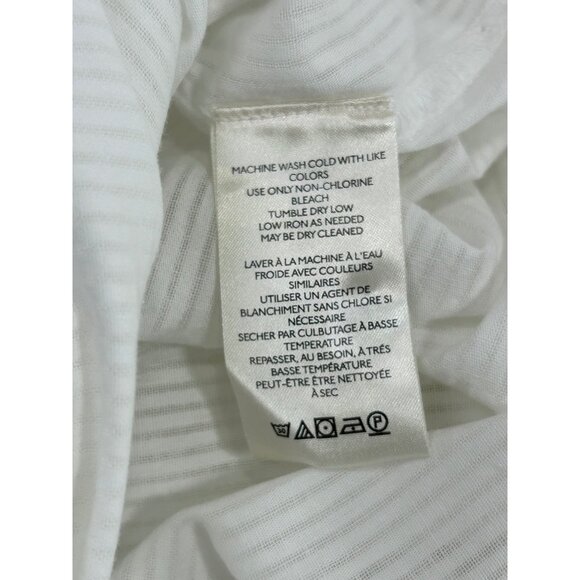 MACHINE WASH COLD WITH LIKE
COLORS
USE ONLY NON-CHLORINE
BLEACH
TUMBLE DRY LOW
LOW IRON AS NEEDED
MAY BE DRY CLEANED
LAVER À LA MACHINE À L'EAU
FROIDE AVEC COULEURS
SIMILAIRES
UTILISER UN AGENT DE
BLANCHIMENT SANS CHLORE SI
NÉCESSAIRE
SECHER PAR CULBUTAGE À BASSE
TEMPERATURE
REPASSER, AU BESOIN, À TRÉS
BASSE TEMPÉRATURE
PEUT-ÊTRE ÊTRE NETTOYÉE
À SEC
30 P